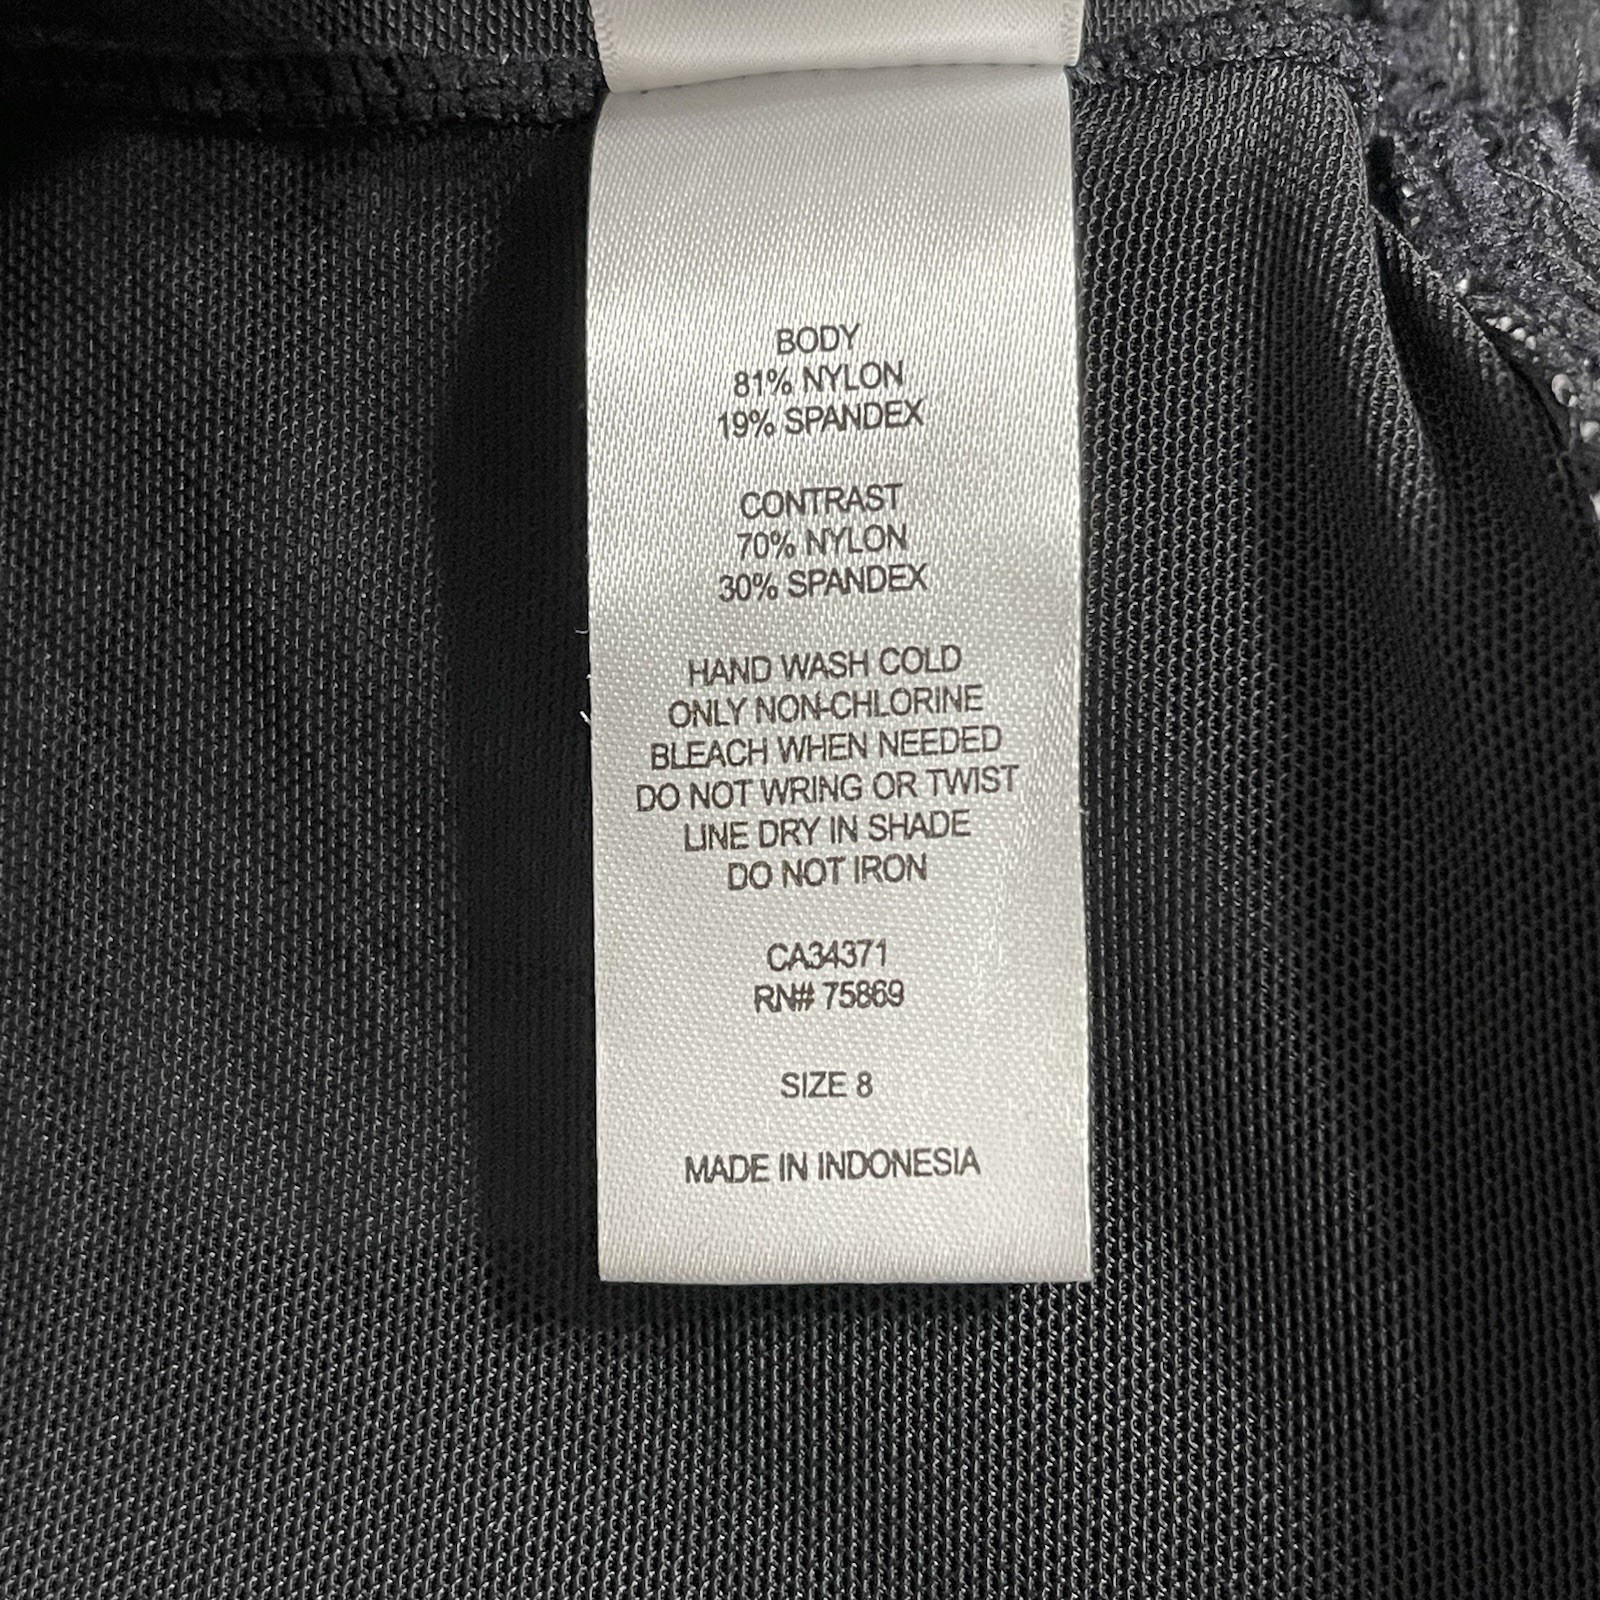 BODY
81% NYLON
19% SPANDEX
CONTRAST
70% NYLON
30% SPANDEX
HAND WASH COLD
ONLY NON-CHLORINE
BLEACH WHEN NEEDED
DO NOT WRING OR TWIST
LINE DRY IN SHADE
DO NOT IRON
CA34371
RN# 75869
SIZE 8
MADE IN INDONESIA